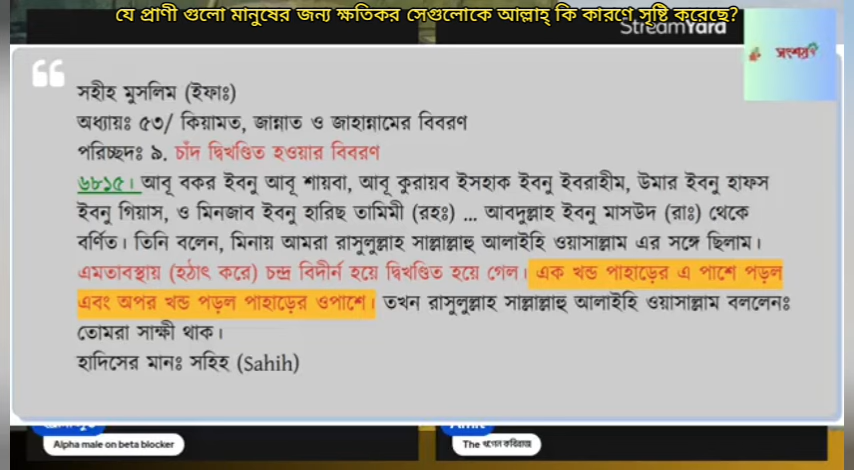 যে প্রাণী গুলো মানুষের জন্য ক্ষতিকর সেগুলোকে আল্লাহ্ কি কারণে সৃষ্টি করেছে?
StreamYard
সংশয়
সহীহ মুসলিম (ইফাঃ)
অধ্যায়ঃ ৫৩/ কিয়ামত, জান্নাত ও জাহান্নামের বিবরণ
পরিচ্ছদঃ ৯. চাঁদ দ্বিখণ্ডিত হওয়ার বিবরণ
৬৮১৫। আবূ বকর ইবনু আবূ শায়বা, আবূ কুরায়ব ইসহাক ইবনু ইবরাহীম, উমার ইবনু হাফস
ইবনু গিয়াস, ও মিনজাব ইবনু হারিছ তামিমী (রহঃ) ... আবদুল্লাহ ইবনু মাসউদ (রাঃ) থেকে
বর্ণিত। তিনি বলেন, মিনায় আমরা রাসুলুল্লাহ সাল্লাল্লাহু আলাইহি ওয়াসাল্লাম এর সঙ্গে ছিলাম।
এমতাবস্থায় (হঠাৎ করে) চন্দ্র বিদীর্ন হয়ে দ্বিখণ্ডিত হয়ে গেল। এক খন্ড পাহাড়ের এ পাশে পড়ল
এবং অপর খন্ড পড়ল পাহাড়ের ওপাশে। তখন রাসুলুল্লাহ সাল্লাল্লাহু আলাইহি ওয়াসাল্লাম বললেনঃ
তোমরা সাক্ষী থাক।
হাদিসের মানঃ সহিহ (Sahih)
Alpha male on beta blocker
The খগেন কবিরাজ